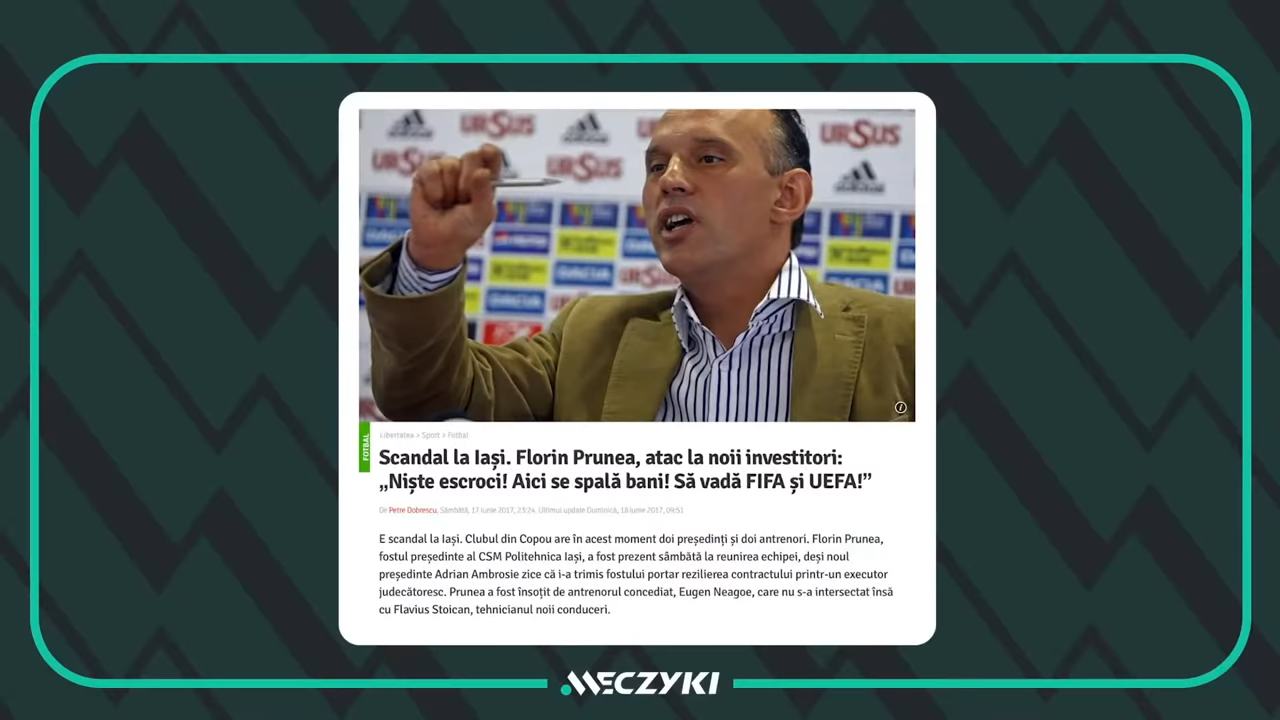 URSUS
URSUS
URSUS
URSUS
DACIA
URSUS
DACIA
DACIA
FOTBAL
Libertatea > Sport > Fotbal
Scandal la Iași. Florin Prunea, atac la noii investitori:
„Niște escroci! Aici se spală bani! Să vadă FIFA și UEFA!”
De Petre Dobrescu, Sâmbătă, 17 iunie 2017, 23:24. Ultimul update Duminică, 18 iunie 2017, 09:51
E scandal la Iași. Clubul din Copou are în acest moment doi președinți și doi antrenori. Florin Prunea,
fostul președinte al CSM Politehnica Iași, a fost prezent sâmbătă la reunirea echipei, deși noul
președinte Adrian Ambrosie zice că i-a trimis fostului portar rezilierea contractului printr-un executor
judecătoresc. Prunea a fost însoțit de antrenorul concediat, Eugen Neagoe, care nu s-a intersectat însă
cu Flavius Stoican, tehnicianul noii conduceri.
MECZYKI